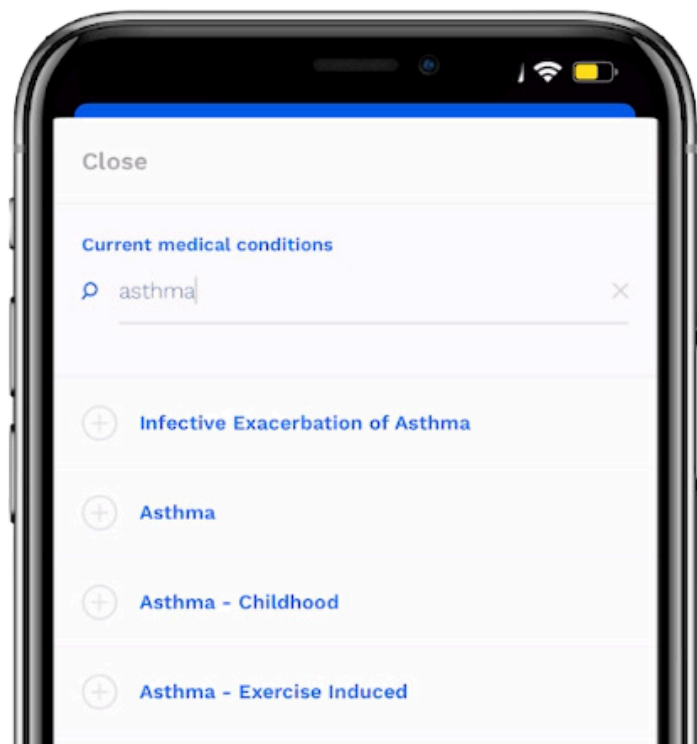 Close
Current medical conditions
asthma
Infective Exacerbation of Asthma
Asthma
Asthma - Childhood
Asthma - Exercise Induced